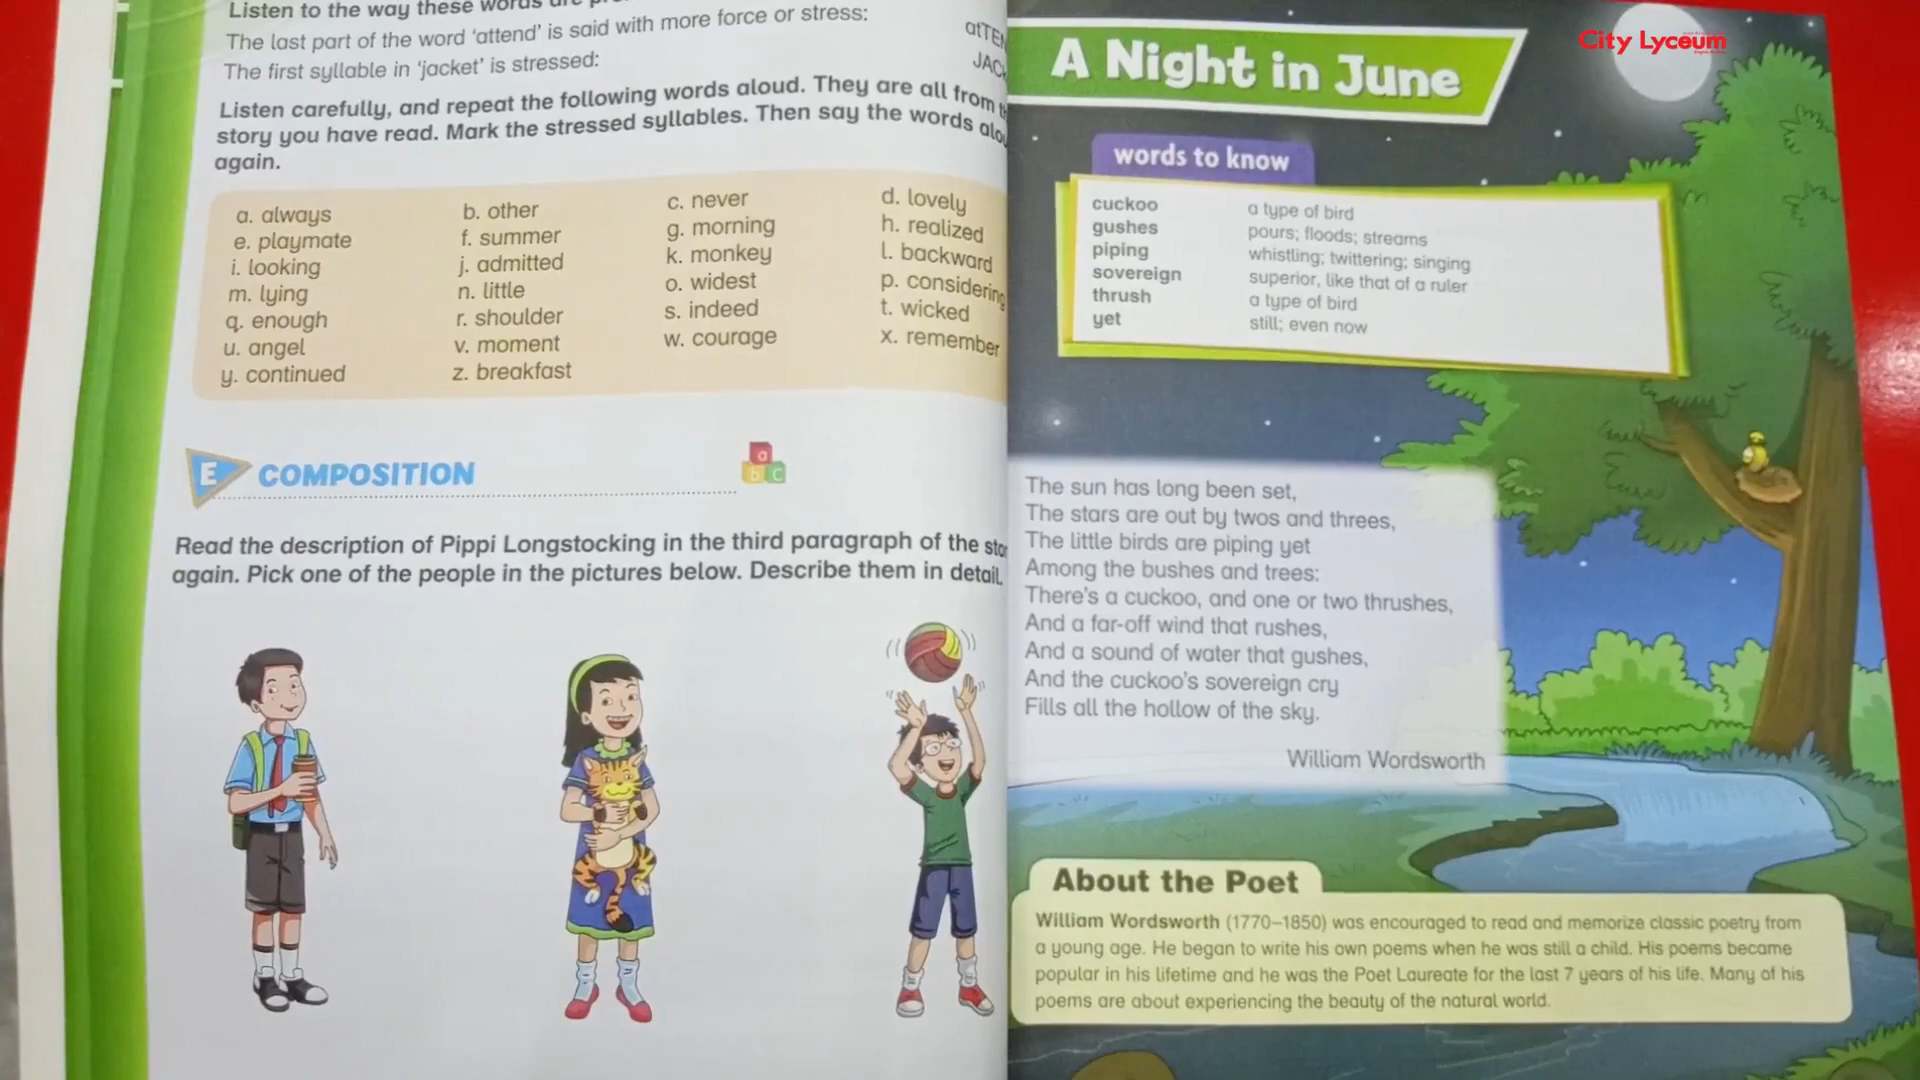 Listen to the way these words are
The last part of the word 'attend' is said with more force or stress:
The first syllable in 'jacket' is stressed:
Listen carefully, and repeat the following words aloud. They are all from
story you have read. Mark the stressed syllables. Then say the words
again.
a. always b. other c. never d. lovely
e. playmate f. summer g. morning h. realized
i. looking j. admitted k. monkey l. backward
m. lying n. little o. widest p. considering
q. enough r. shoulder s. indeed t. wicked
u. angel v. moment w. courage x. remember
y. continued z. breakfast
E COMPOSITION
a
b c
Read the description of Pippi Longstocking in the third paragraph of the
again. Pick one of the people in the pictures below. Describe them in detail.
City Lyceum
A Night in June
words to know
cuckoo a type of bird
gushes pours; floods; streams
piping whistling; twittering; singing
sovereign superior, like that of a ruler
thrush a type of bird
yet still; even now
The sun has long been set,
The stars are out by twos and threes,
The little birds are piping yet
Among the bushes and trees:
There's a cuckoo, and one or two thrushes,
And a far-off wind that rushes,
And a sound of water that gushes,
And the cuckoo's sovereign cry
Fills all the hollow of the sky.
William Wordsworth
About the Poet
William Wordsworth (1770–1850) was encouraged to read and memorize classic poetry from
a young age. He began to write his own poems when he was still a child. His poems became
popular in his lifetime and he was the Poet Laureate for the last 7 years of his life. Many of his
poems are about experiencing the beauty of the natural world.